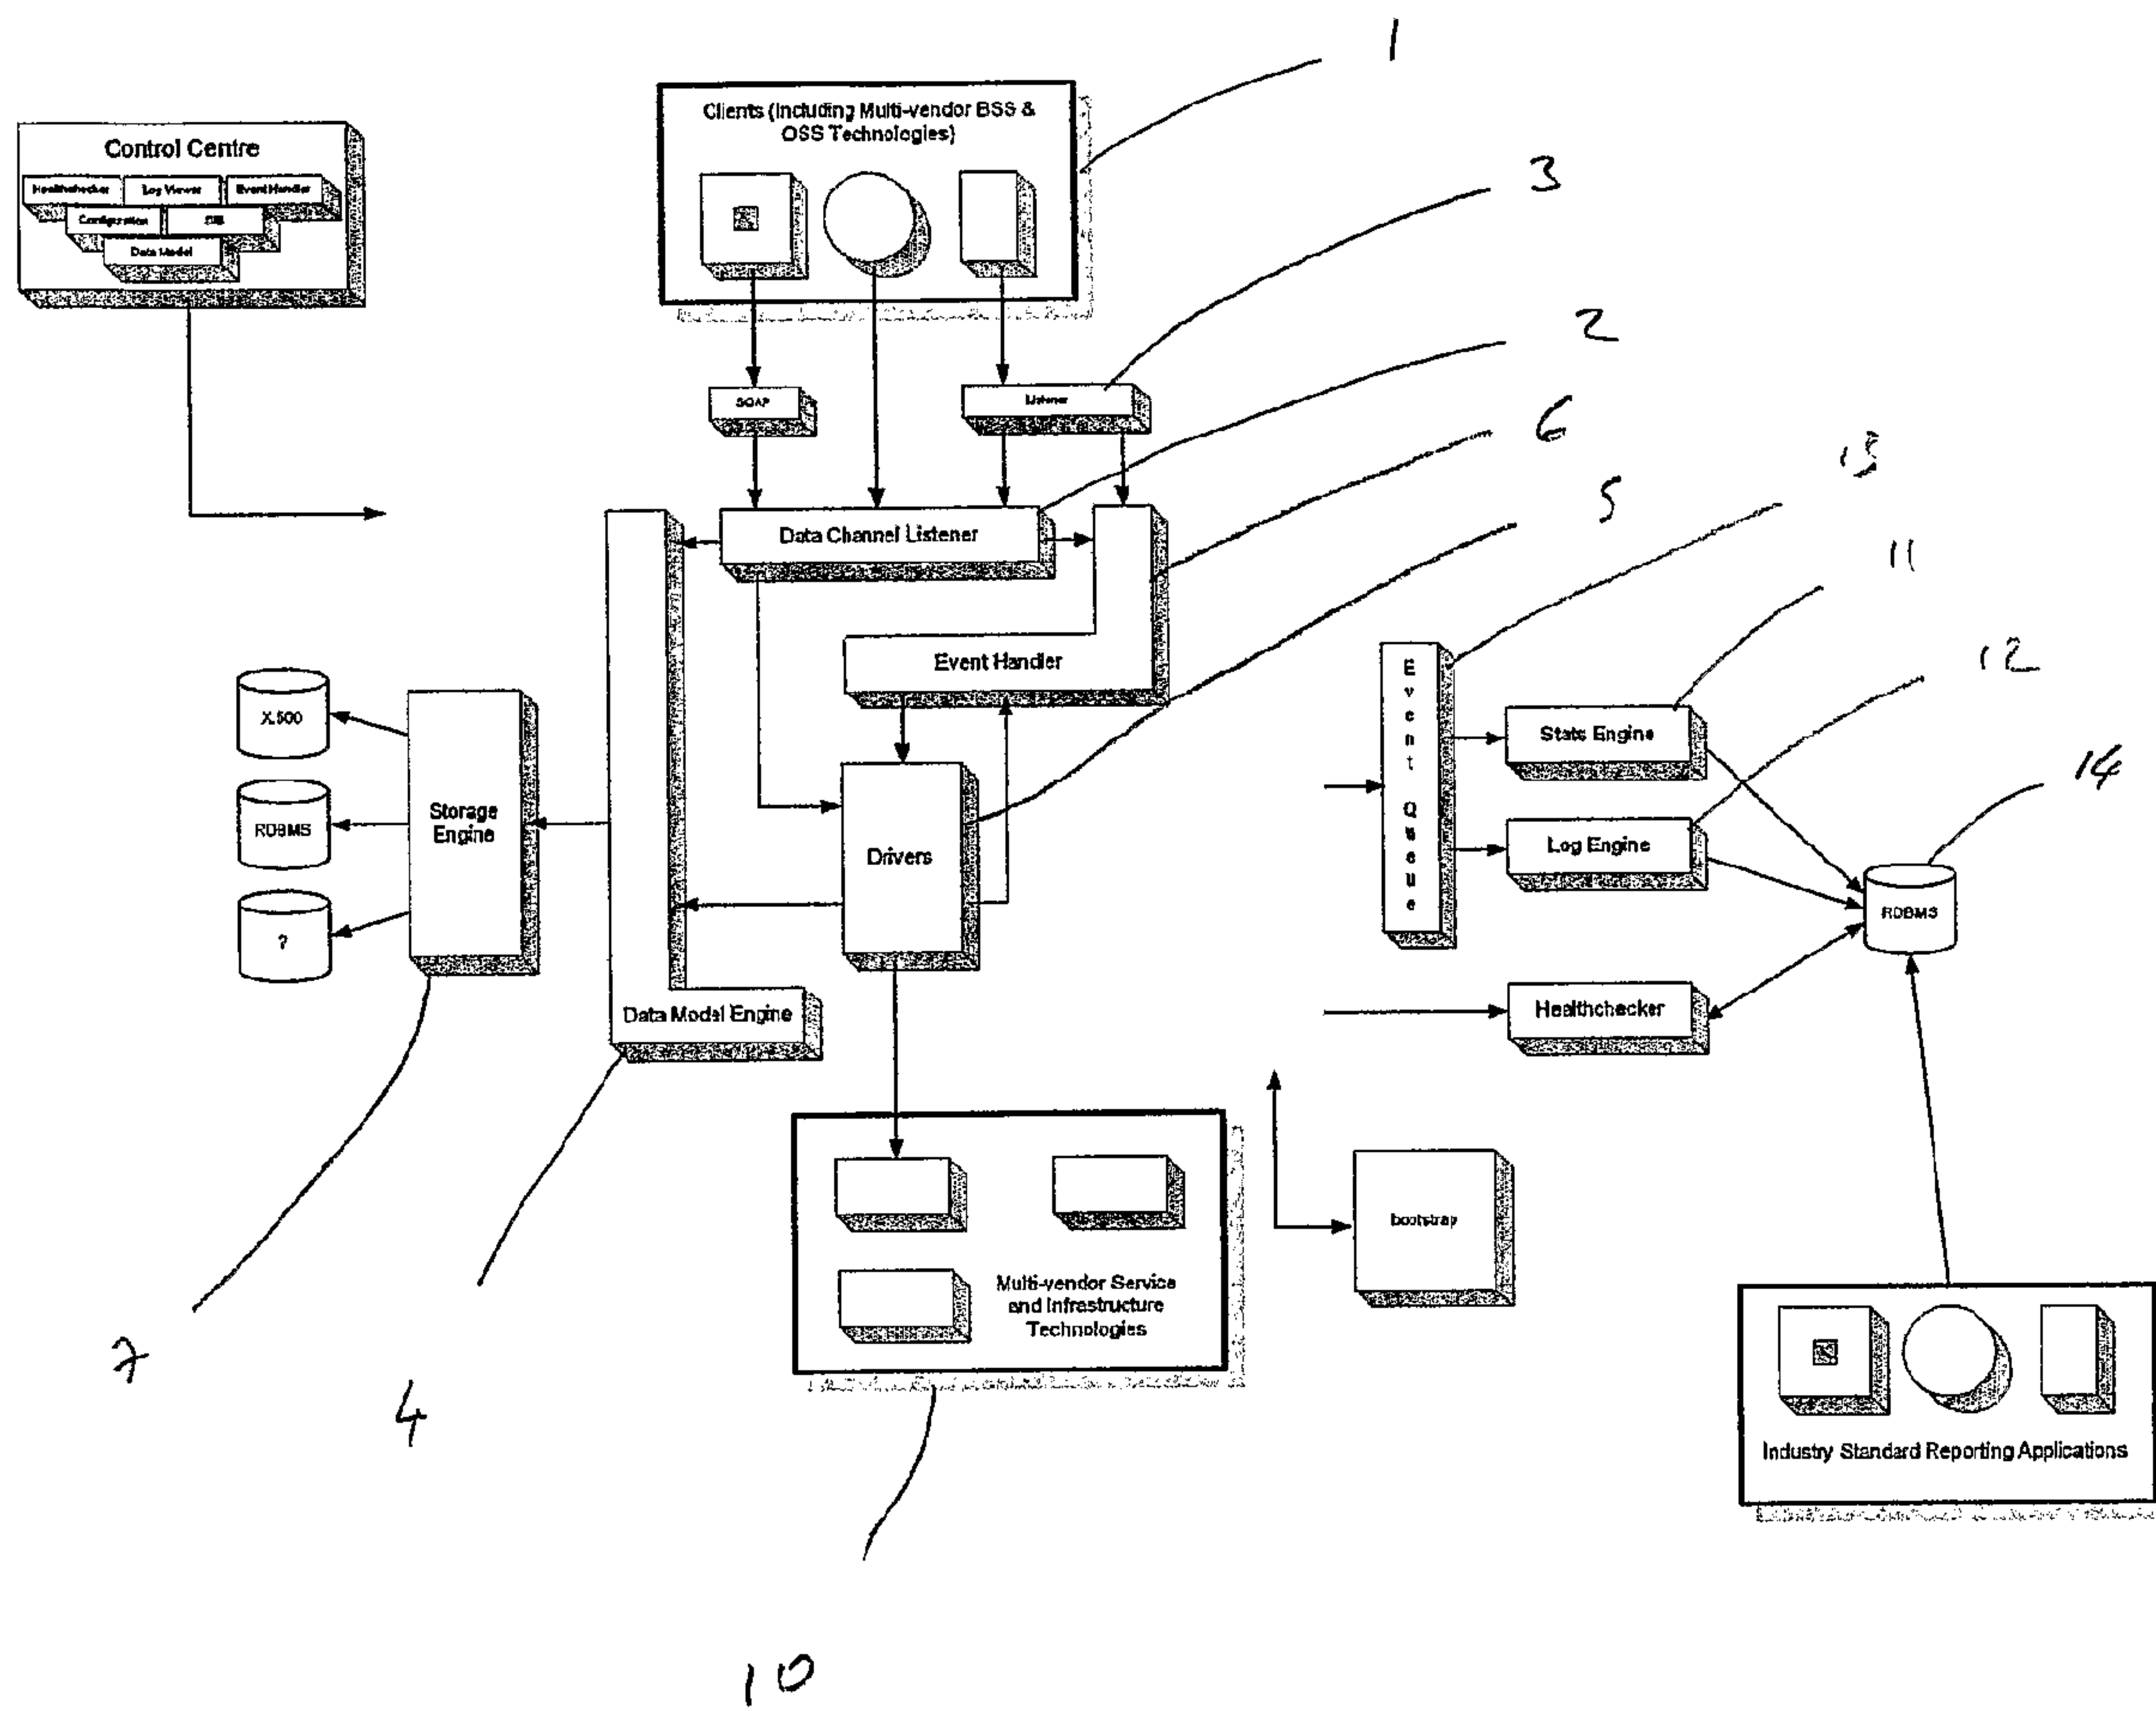 1
Clients (Including Multi-vendor BSS &
OSS Technologies)
Control Centre
Healthchecker Log Viewer Event Handler
Configuration
Data Model
3
2
SOAP
Listener
6
13
5
Data Channel Listener
11
Event Handler
12
Event Queue
X.500
Stats Engine
14
Storage
Engine
RDBMS
Log Engine
Drivers
RDBMS
?
Healthchecker
Data Model Engine
bootstrap
Multi-vendor Service
and Infrastructure
Technologies
7
4
Industry Standard Reporting Applications
10